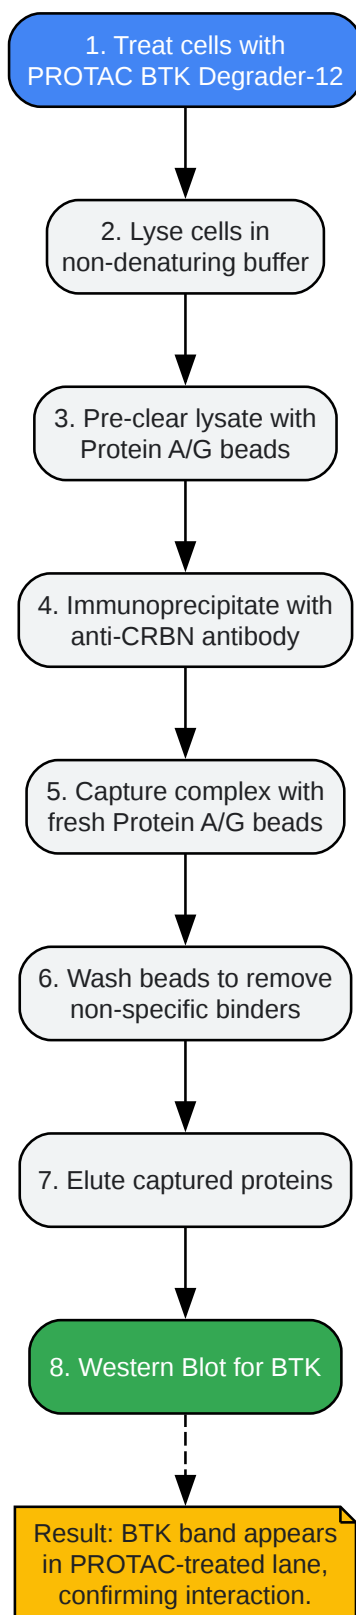 1. Treat cells with
PROTAC BTK Degrader-12
2. Lyse cells in
non-denaturing buffer
3. Pre-clear lysate with
Protein A/G beads
4. Immunoprecipitate with
anti-CRBN antibody
5. Capture complex with
fresh Protein A/G beads
6. Wash beads to remove
non-specific binders
7. Elute captured proteins
8. Western Blot for BTK
Result: BTK band appears
in PROTAC-treated lane,
confirming interaction.